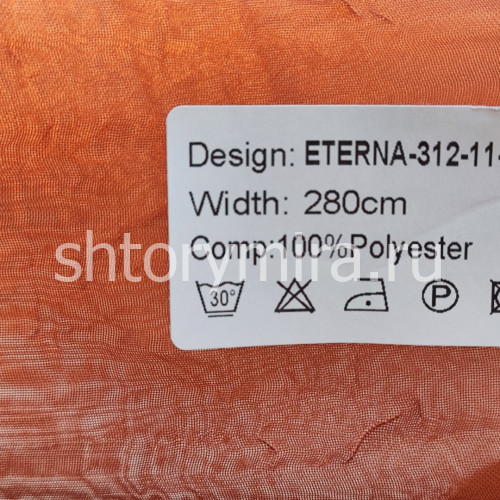 Design: ETERNA-312-11-
Width: 280cm
Comp:100%Polyester
shtorymira.ru
30°
P